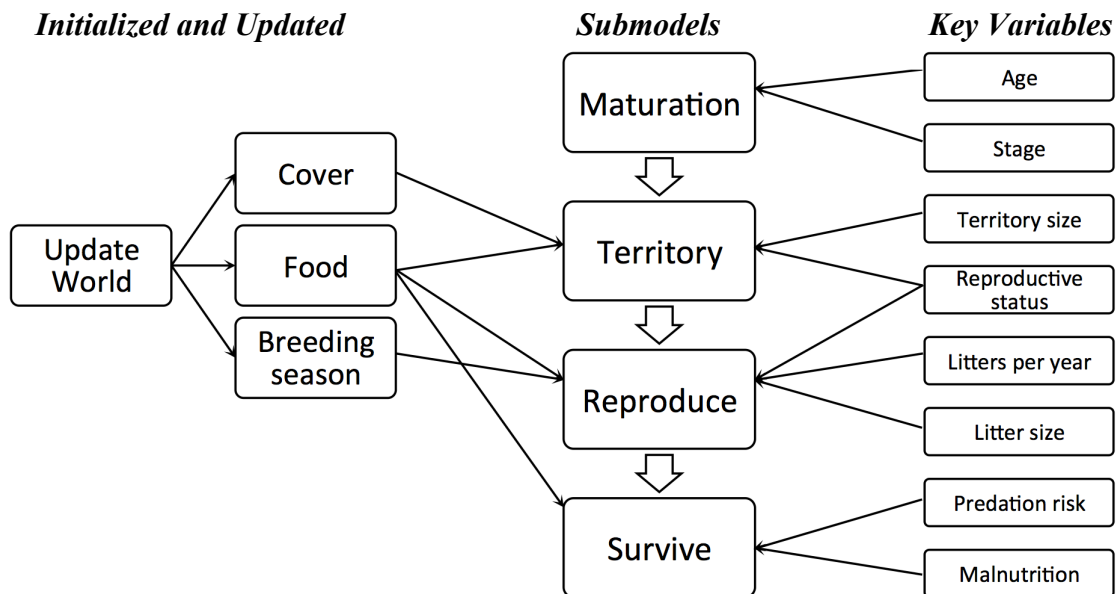 Initialized and Updated
Submodels
Key Variables
Update
World
Cover
Food
Breeding
season
Maturation
Territory
Reproduce
Survive
Age
Stage
Territory size
Reproductive
status
Litters per year
Litter size
Predation risk
Malnutrition